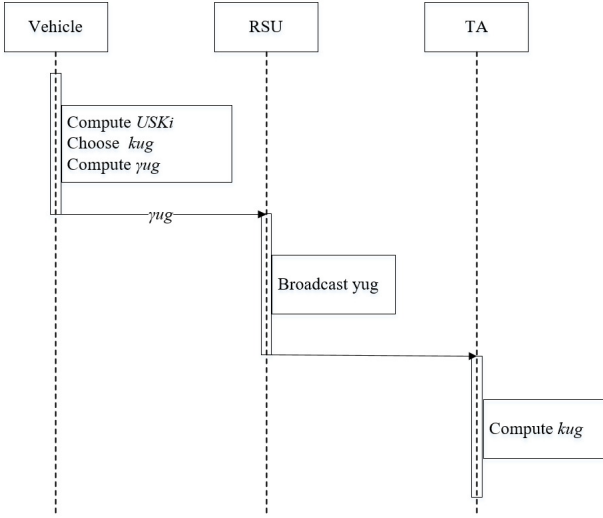 Vehicle
RSU
TA
Compute USKi
Choose kug
Compute γug
γug
Broadcast yug
Compute kug